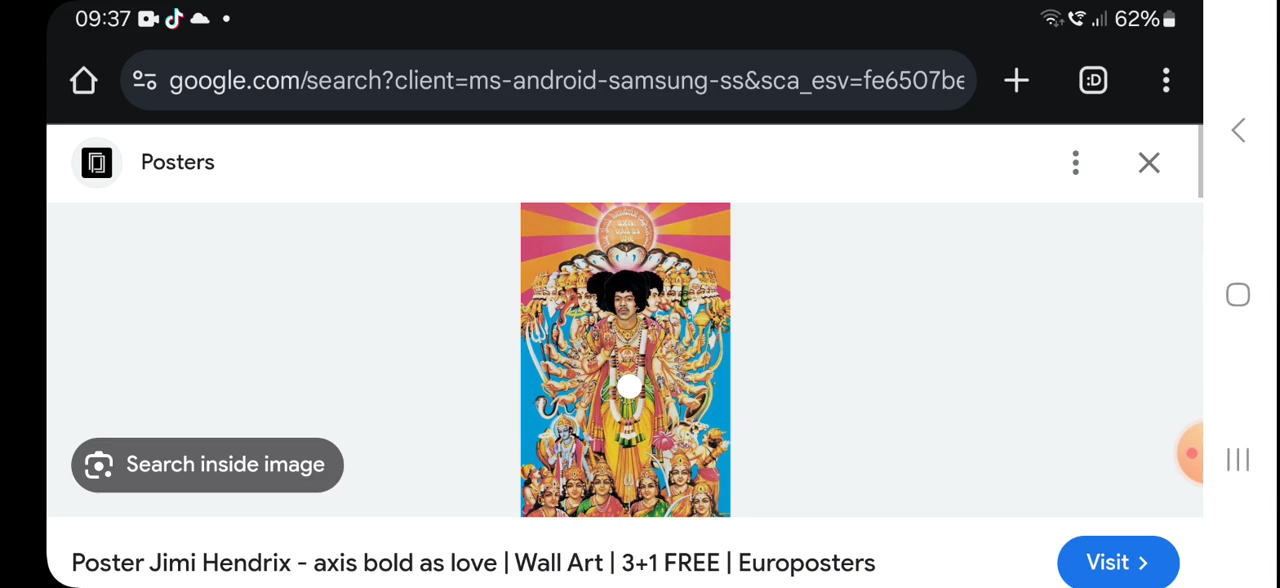 09:37
62%
google.com/search?client=ms-android-samsung-ss&sca_esv=fe6507be
Posters
Search inside image
Poster Jimi Hendrix - axis bold as love | Wall Art | 3+1 FREE | Europosters
Visit